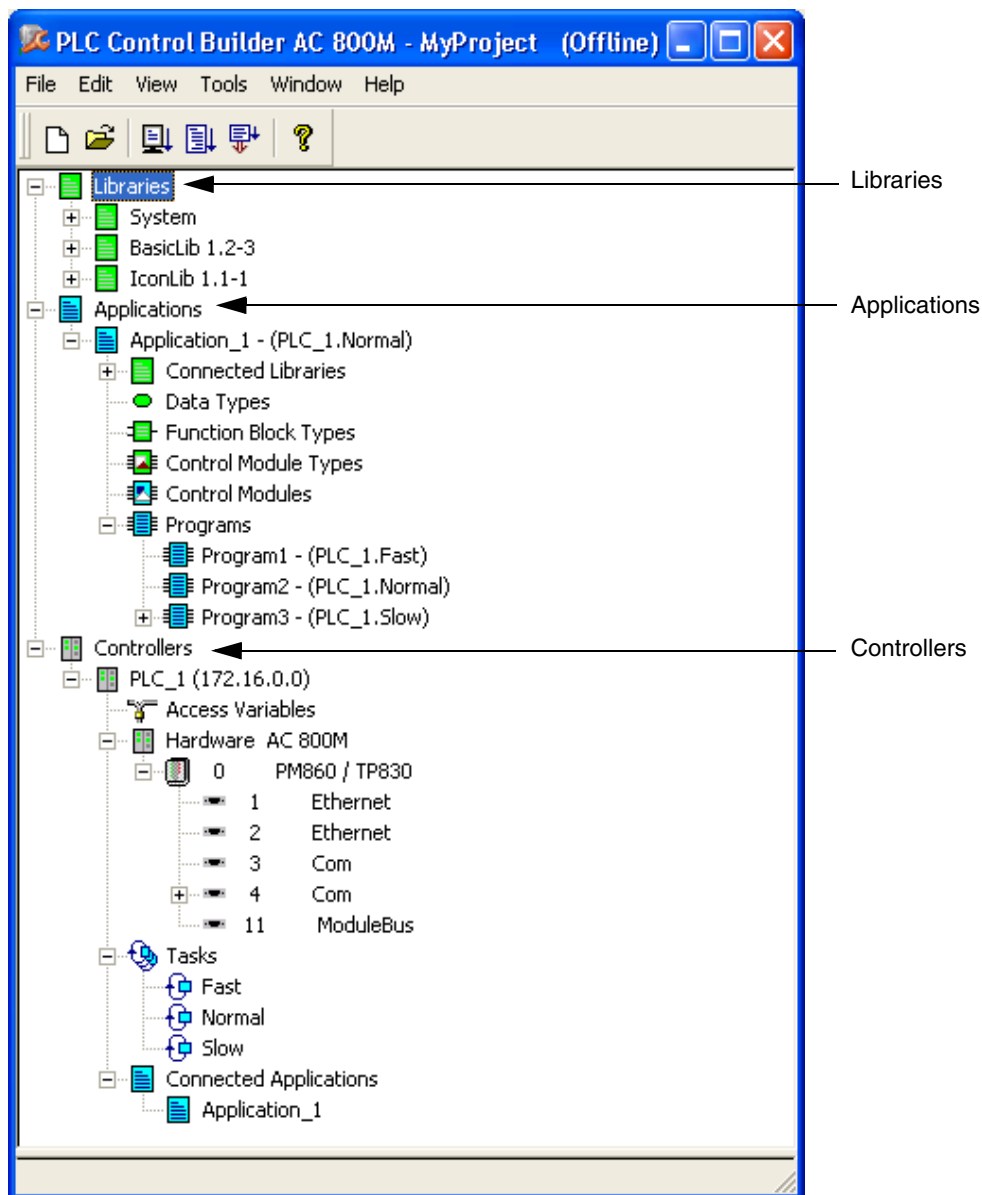 PLC Control Builder AC 800M - MyProject (Offline)
File Edit View Tools Window Help
Libraries Libraries
System
BasicLib 1.2-3
IconLib 1.1-1
Applications Applications
Application_1 - (PLC_1.Normal)
Connected Libraries
Data Types
Function Block Types
Control Module Types
Control Modules
Programs
Program1 - (PLC_1.Fast)
Program2 - (PLC_1.Normal)
Program3 - (PLC_1.Slow)
Controllers Controllers
PLC_1 (172.16.0.0)
Access Variables
Hardware AC 800M
0 PM860 / TP830
1 Ethernet
2 Ethernet
3 Com
4 Com
11 ModuleBus
Tasks
Fast
Normal
Slow
Connected Applications
Application_1